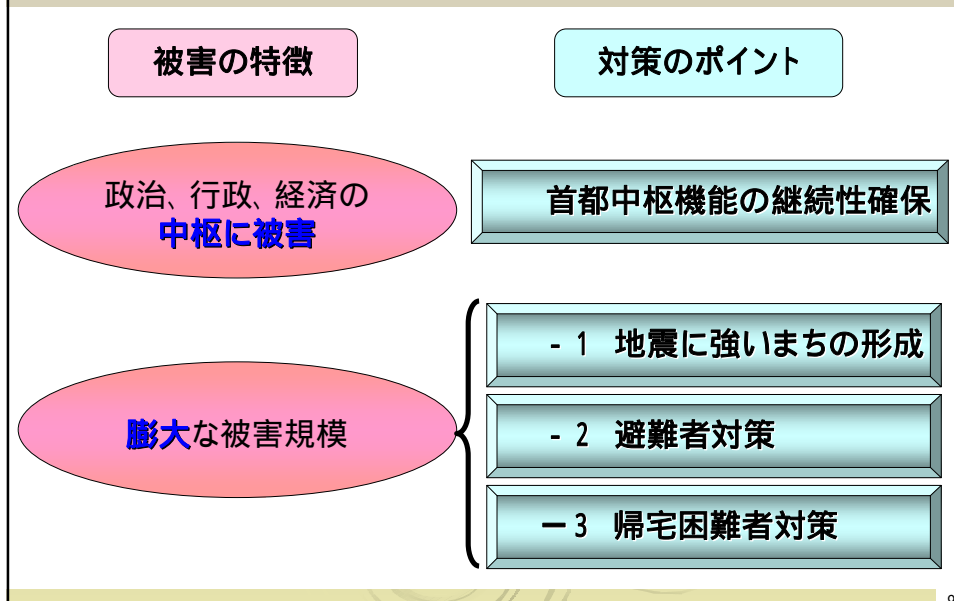 被害の特徴
対策のポイント
政治、行政、経済の
中枢に被害
首都中枢機能の継続性確保
膨大な被害規模
- 1 地震に強いまちの形成
- 2 避難者対策
ー3 帰宅困難者対策